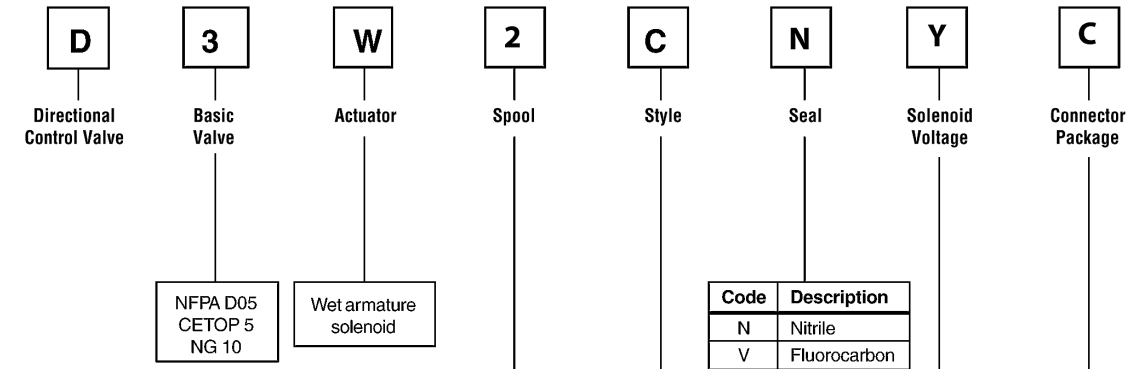 D 3 W 2 C N Y C
Directional Basic Actuator Spool Style Seal Solenoid Connector
Control Valve Valve Voltage Package
NFPA D05
CETOP 5
NG 10
Wet armature
solenoid
Code Description
N Nitrile
V Fluorocarbon